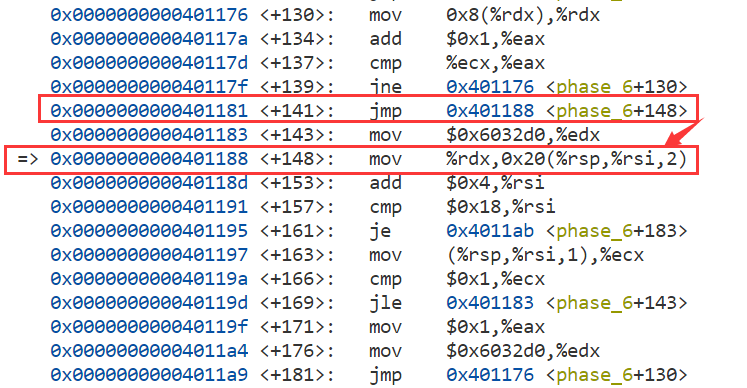 0x0000000000401176 <+130>: mov 0x8(%rdx),%rdx
0x000000000040117a <+134>: add $0x1,%eax
0x000000000040117d <+137>: cmp %ecx,%eax
0x000000000040117f <+139>: jne 0x401176 <phase_6+130>
0x0000000000401181 <+141>: jmp 0x401188 <phase_6+148>
0x0000000000401183 <+143>: mov $0x6032d0,%edx
=> 0x0000000000401188 <+148>: mov %rdx,0x20(%rsp,%rsi,2)
0x000000000040118d <+153>: add $0x4,%rsi
0x0000000000401191 <+157>: cmp $0x18,%rsi
0x0000000000401195 <+161>: je 0x4011ab <phase_6+183>
0x0000000000401197 <+163>: mov (%rsp,%rsi,1),%ecx
0x000000000040119a <+166>: cmp $0x1,%ecx
0x000000000040119d <+169>: jle 0x401183 <phase_6+143>
0x000000000040119f <+171>: mov $0x1,%eax
0x00000000004011a4 <+176>: mov $0x6032d0,%edx
0x00000000004011a9 <+181>: jmp 0x401176 <phase_6+130>